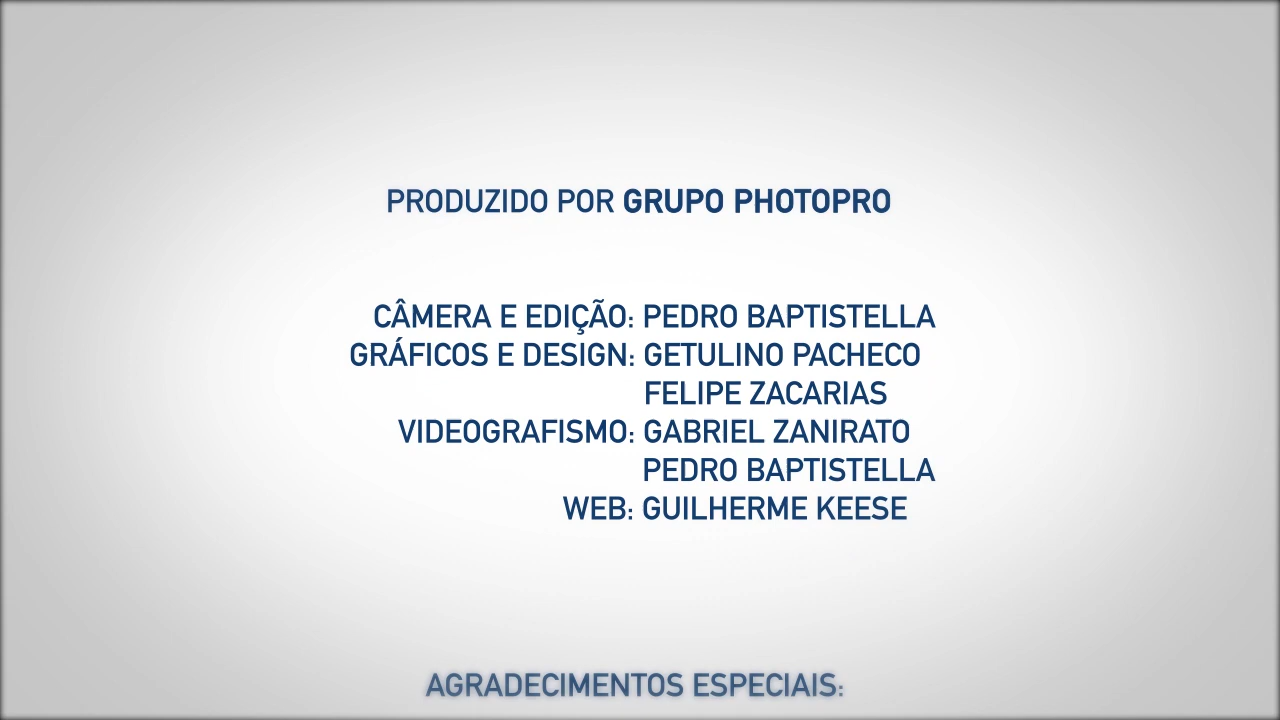 PRODUZIDO POR GRUPO PHOTOPRO
CÂMERA E EDIÇÃO: PEDRO BAPTISTELLA
GRÁFICOS E DESIGN: GETULINO PACHECO
FELIPE ZACARIAS
VIDEOGRAFISMO: GABRIEL ZANIRATO
PEDRO BAPTISTELLA
WEB: GUILHERME KEESE
AGRADECIMENTOS ESPECIAIS: